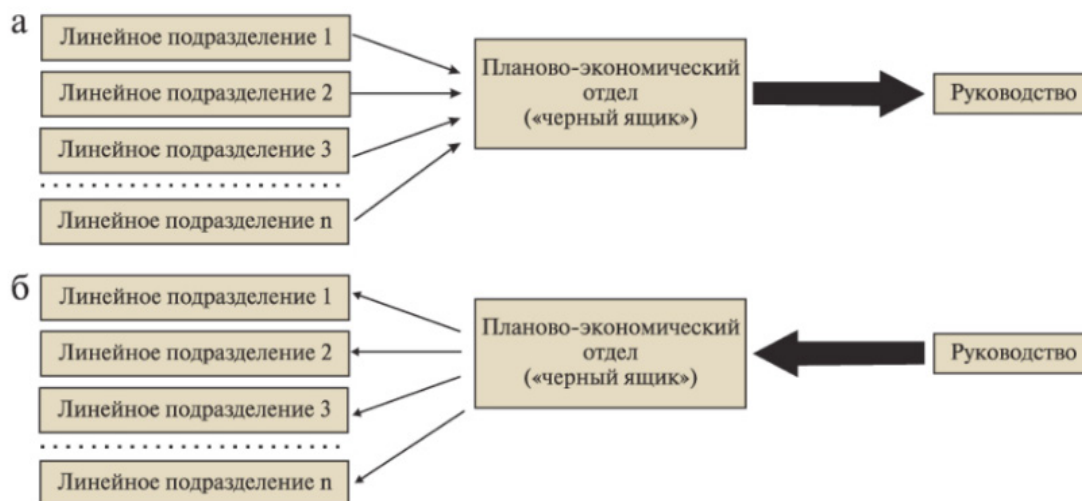 а
Линейное подразделение 1
Линейное подразделение 2
Линейное подразделение 3
Линейное подразделение n
Планово-экономический
отдел
(«черный ящик»)
Руководство
б
Линейное подразделение 1
Линейное подразделение 2
Линейное подразделение 3
Линейное подразделение n
Планово-экономический
отдел
(«черный ящик»)
Руководство